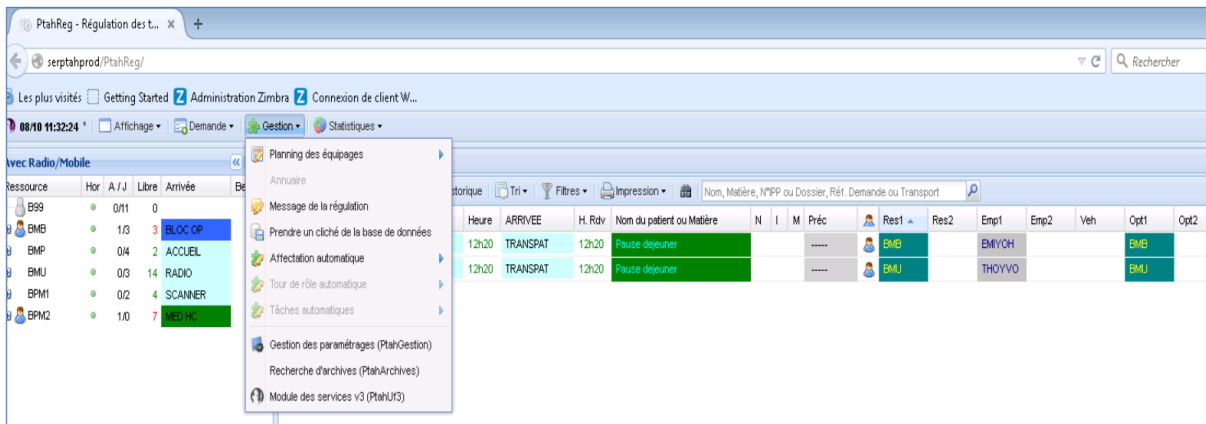 PtahReg - Régulation des t... × +
serptahprod/PtahReg/ Rechercher
Les plus visités Getting Started Z Administration Zimbra Z Connexion de client W...
08/10 11:32:24 * Affichage Demande Gestion Statistiques
Avec Radio/Mobile «
Ressource Hor A / J Libre Arrivée Be
B99 0/11 0
BMB 1/3 3 BLOC OP
BMP 0/4 2 ACCUEIL
BMU 0/3 14 RADIO
BPM1 0/2 4 SCANNER
BPM2 1/0 7 MED HC
Planning des équipages
Annuaire
Message de la régulation
Prendre un cliché de la base de données
Affectation automatique
Tour de rôle automatique
Tâches automatiques
Gestion des paramétrages (PtahGestion)
Recherche d'archives (PtahArchives)
Module des services v3 (PtahUf3)
storique Tri Filtres Impression Nom, Matière, N°IPP ou Dossier, Réf. Demande ou Transport
Heure ARRIVEE H. Rdv Nom du patient ou Matière N I M Préc Res1 Res2 Emp1 Emp2 Veh Opt1 Opt2
12h20 TRANSPAT 12h20 Pause dejeuner ----- BMB EMIYOH BMB
12h20 TRANSPAT 12h20 Pause dejeuner ----- BMU THOYVO BMU